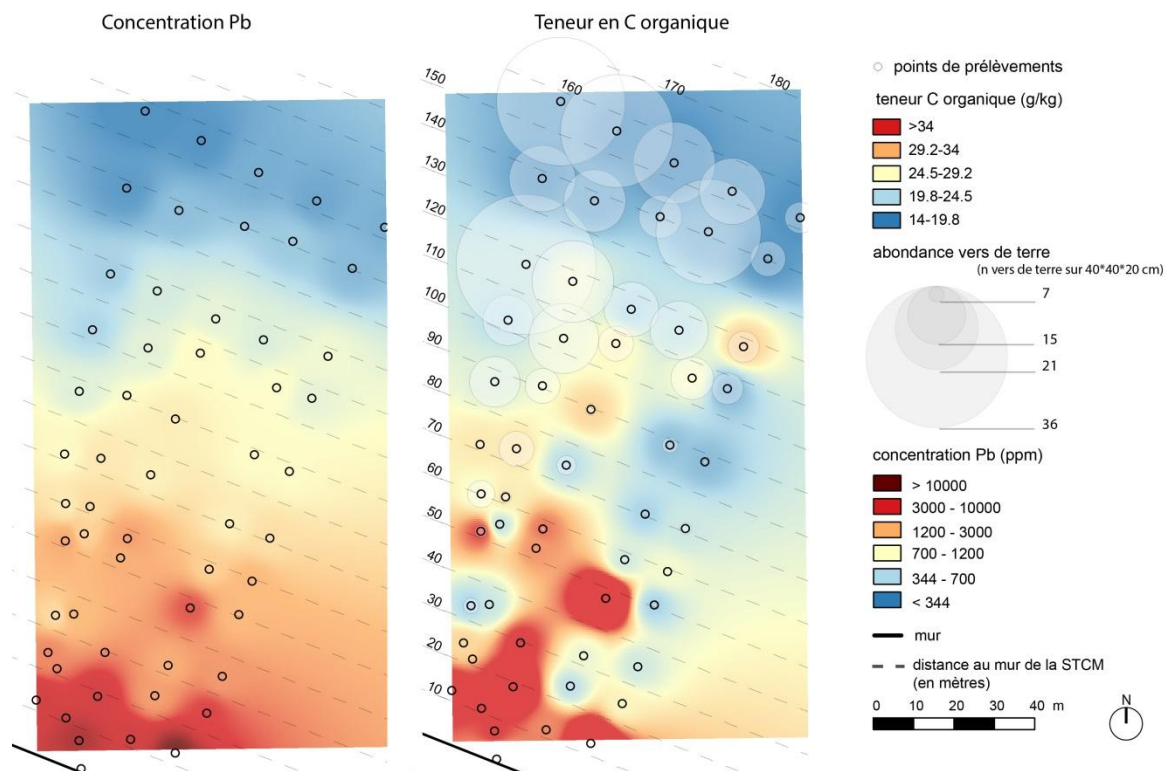 Concentration Pb
Teneur en C organique
150
160
170
180
140
130
120
110
100
90
80
70
60
50
40
30
20
10
points de prélèvements
teneur C organique (g/kg)
>34
29.2-34
24.5-29.2
19.8-24.5
14-19.8
abondance vers de terre
(n vers de terre sur 40*40*20 cm)
7
15
21
36
concentration Pb (ppm)
> 10000
3000 - 10000
1200 - 3000
700 - 1200
344 - 700
< 344
mur
distance au mur de la STCM
(en mètres)
0 10 20 30 40 m
N